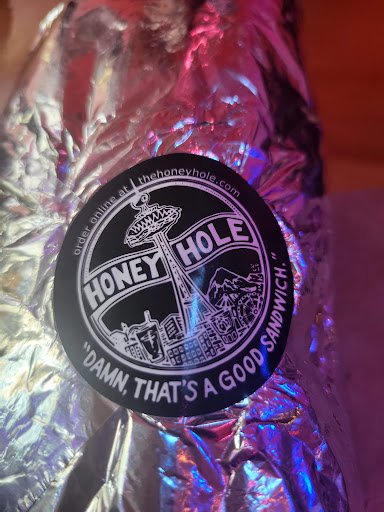 order online at | thehoneyhole.com
HONEY HOLE
"DAMN, THAT'S A GOOD SANDWICH."